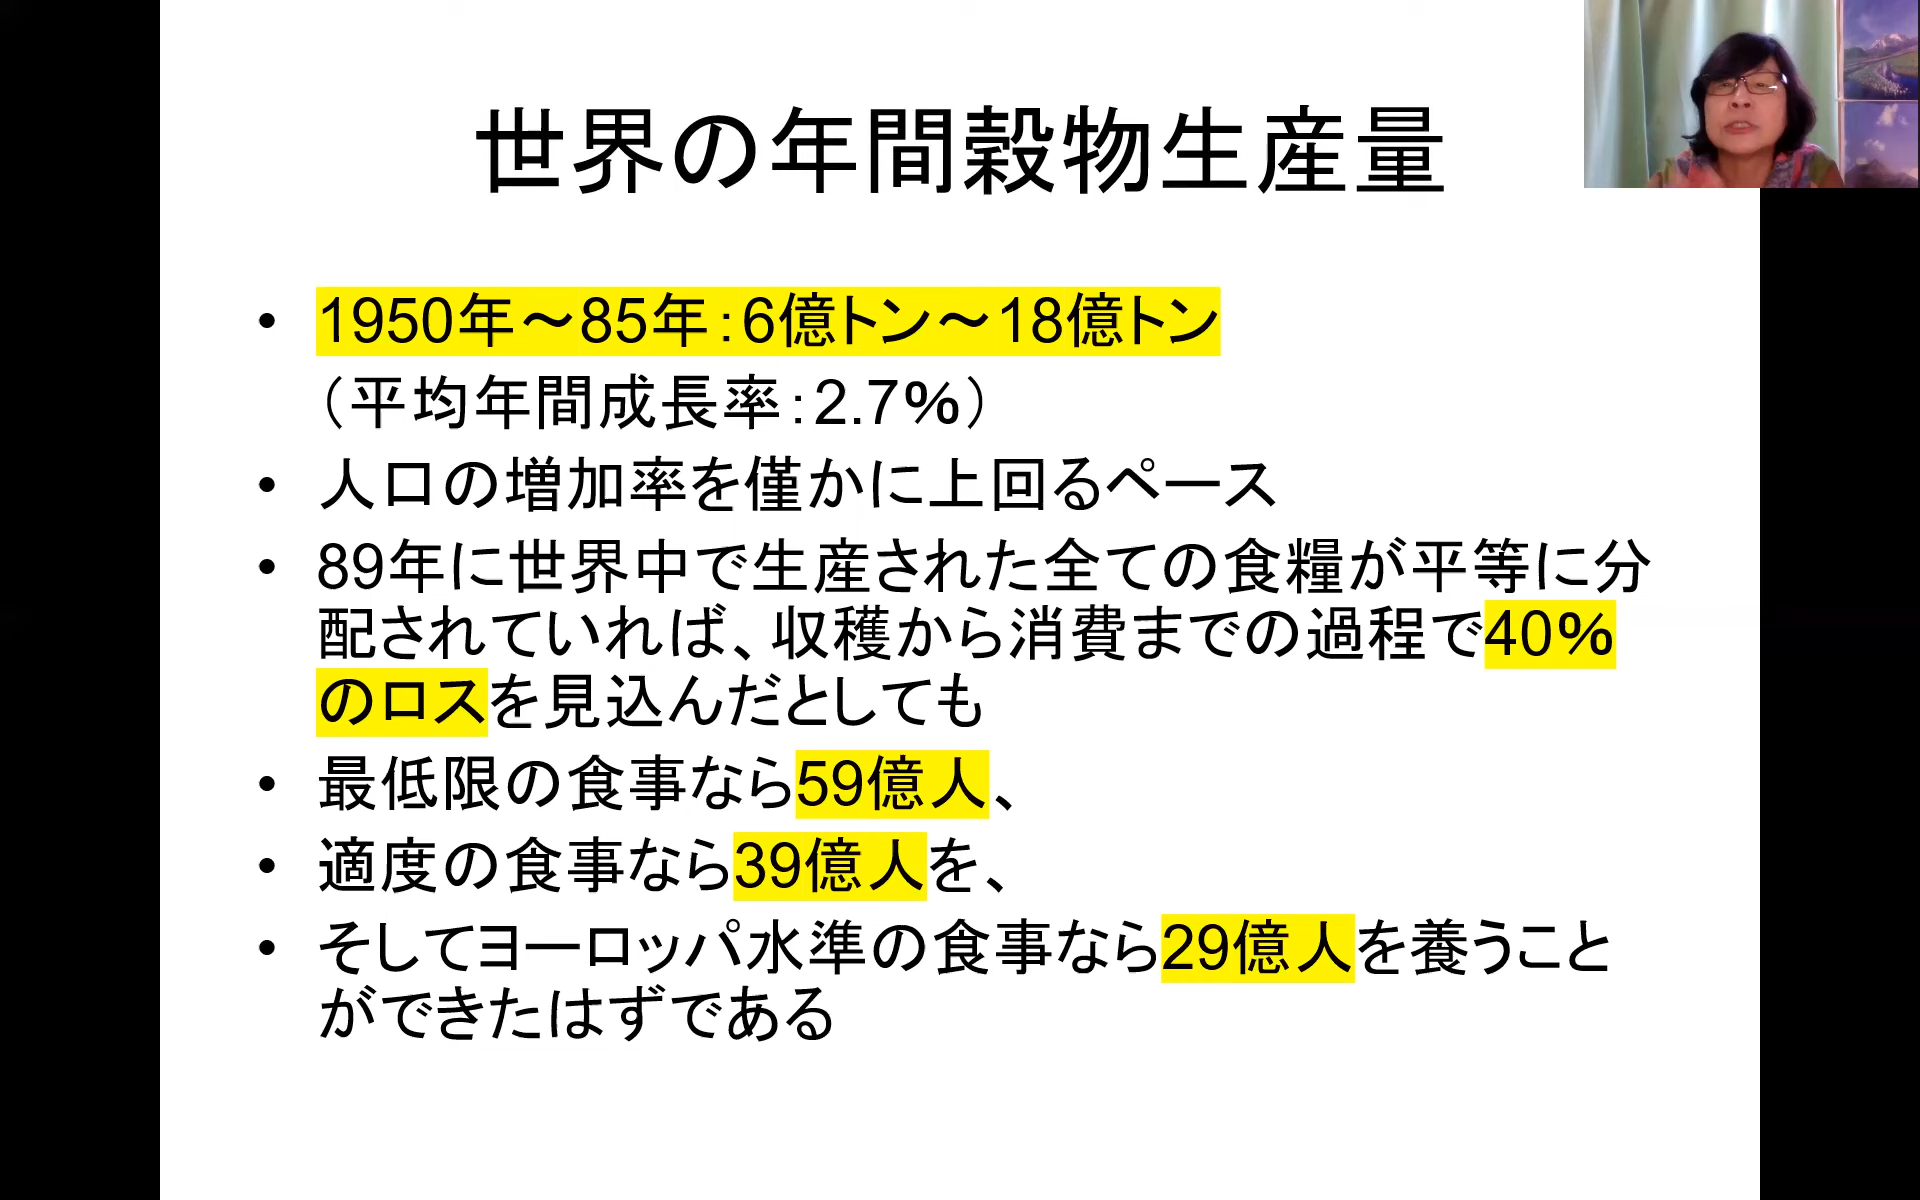 世界の年間穀物生産量
• 1950年～85年：6億トン～18億トン
（平均年間成長率：2.7％）
• 人口の増加率を僅かに上回るペース
• 89年に世界中で生産された全ての食糧が平等に分
配されていれば、収穫から消費までの過程で40％
のロスを見込んだとしても
• 最低限の食事なら59億人、
• 適度の食事なら39億人を、
• そしてヨーロッパ水準の食事なら29億人を養うこと
ができたはずである